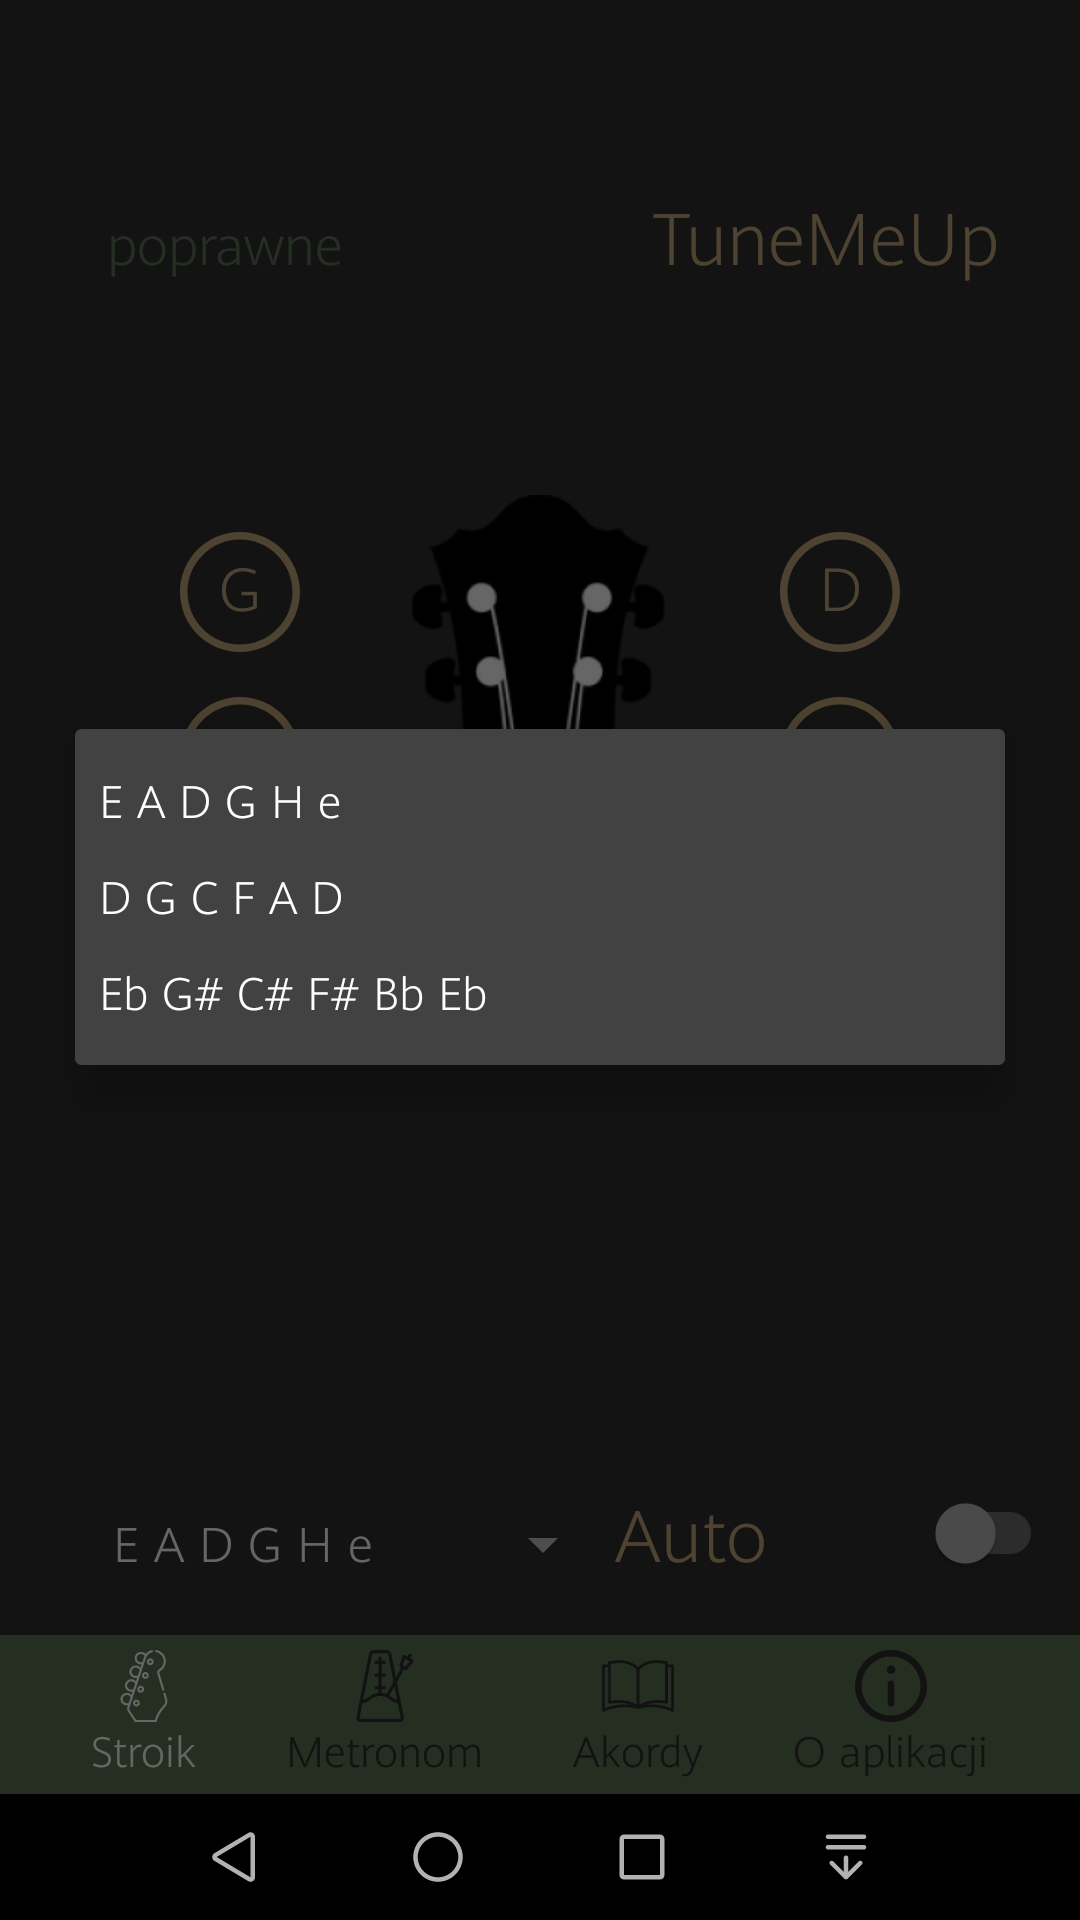 poprawne
TuneMeUp
G
D
E A D G H e
D G C F A D
Eb G# C# F# Bb Eb
E A D G H e
Auto
Stroik
Metronom
Akordy
O aplikacji